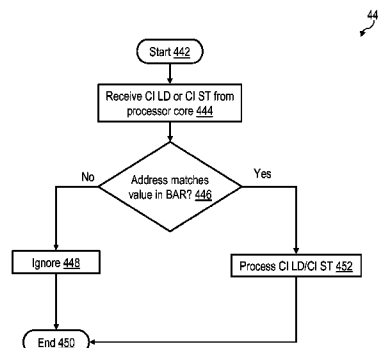 44
Start 442
Receive CI LD or CI ST from
processor core 444
No
Address matches
value in BAR? 446
Yes
Ignore 448
Process CI LD/CI ST 452
End 450